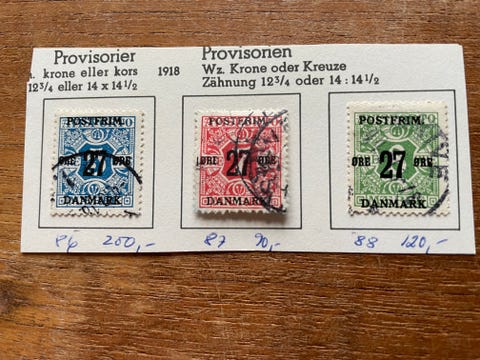 Provisorier
krone eller kors
12 3/4 eller 14 x 14 1/2
1918
Provisorien
Wz. Krone oder Kreuze
Zähnung 12 3/4 oder 14 : 14 1/2
POSTFRIM.
ØRE 27 ØRE
DANMARK
POSTFRIM.
ØRE 27 ØRE
DANMARK
POSTFRIM.
ØRE 27 ØRE
DANMARK
86 200,-
87 90,-
88 120,-